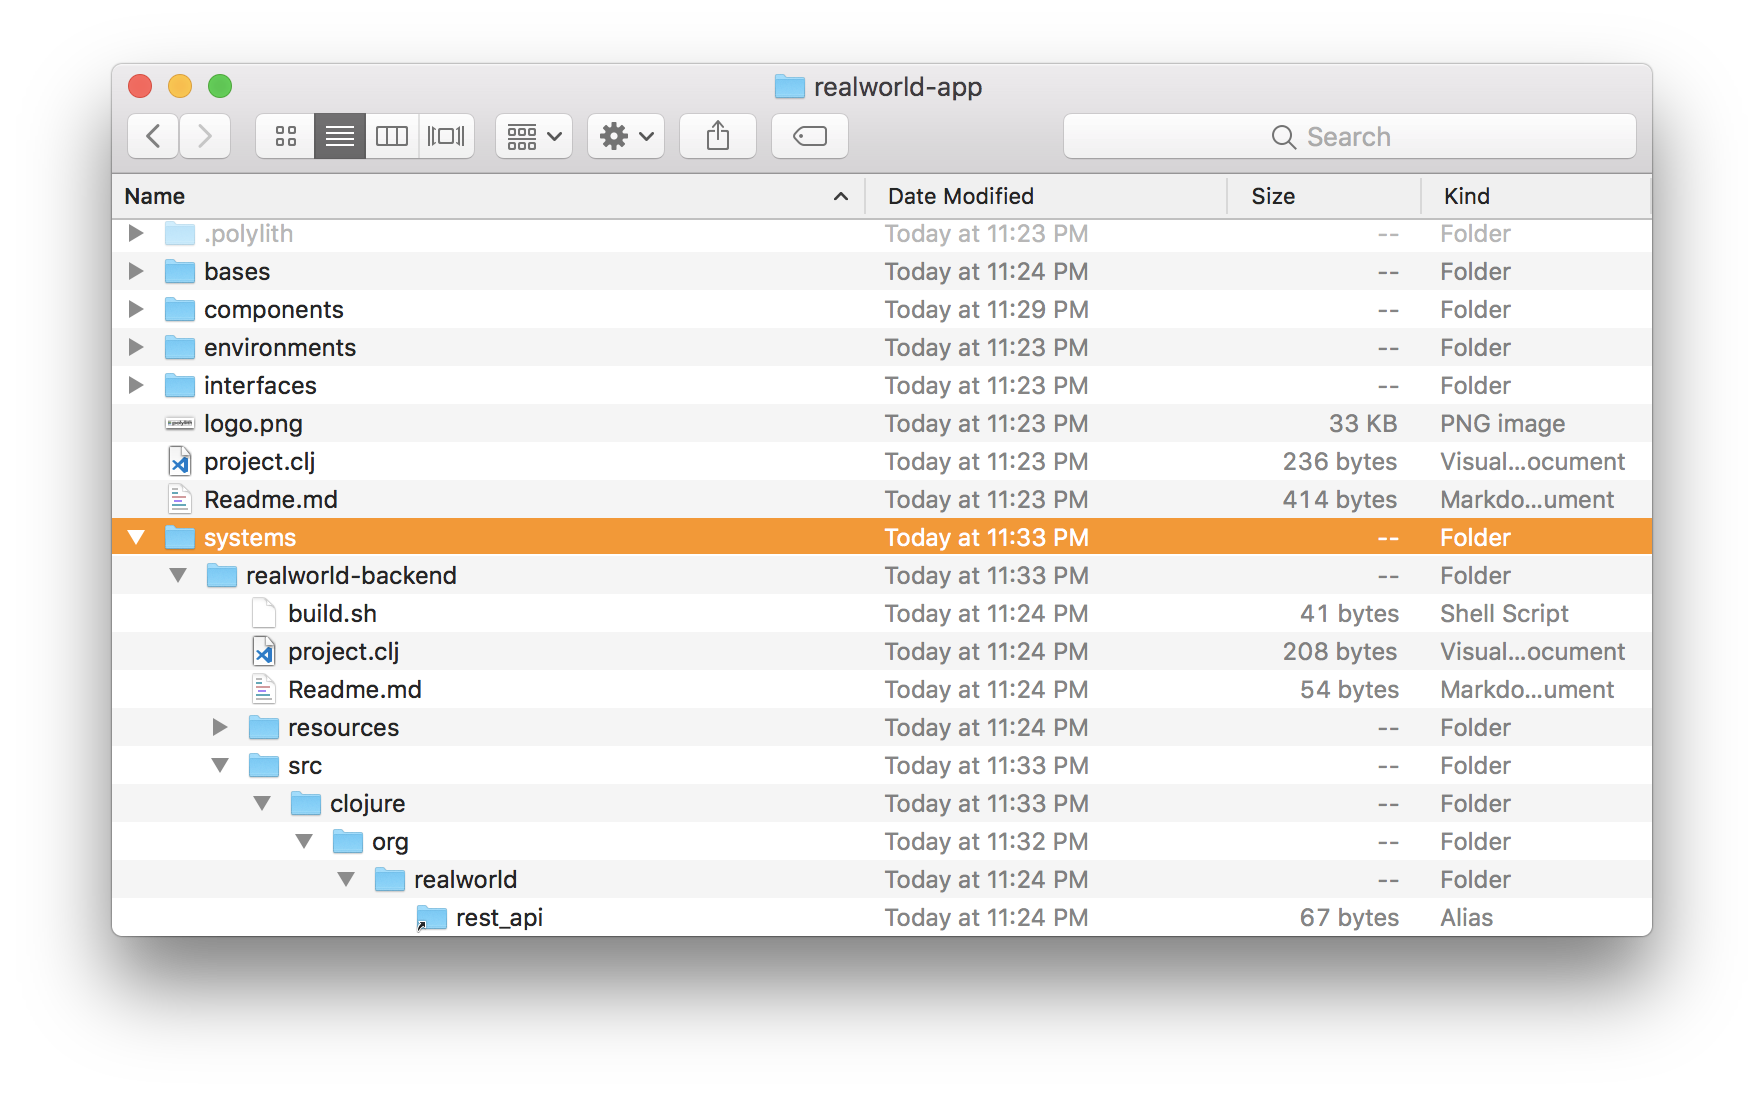 realworld-app
Search
Name Date Modified Size Kind
.polylith Today at 11:23 PM -- Folder
bases Today at 11:24 PM -- Folder
components Today at 11:29 PM -- Folder
environments Today at 11:23 PM -- Folder
interfaces Today at 11:23 PM -- Folder
logo.png Today at 11:23 PM 33 KB PNG image
project.clj Today at 11:23 PM 236 bytes Visual...ocument
Readme.md Today at 11:23 PM 414 bytes Markdo...ument
systems Today at 11:33 PM -- Folder
realworld-backend Today at 11:33 PM -- Folder
build.sh Today at 11:24 PM 41 bytes Shell Script
project.clj Today at 11:24 PM 208 bytes Visual...ocument
Readme.md Today at 11:24 PM 54 bytes Markdo...ument
resources Today at 11:24 PM -- Folder
src Today at 11:33 PM -- Folder
clojure Today at 11:33 PM -- Folder
org Today at 11:32 PM -- Folder
realworld Today at 11:24 PM -- Folder
rest_api Today at 11:24 PM 67 bytes Alias